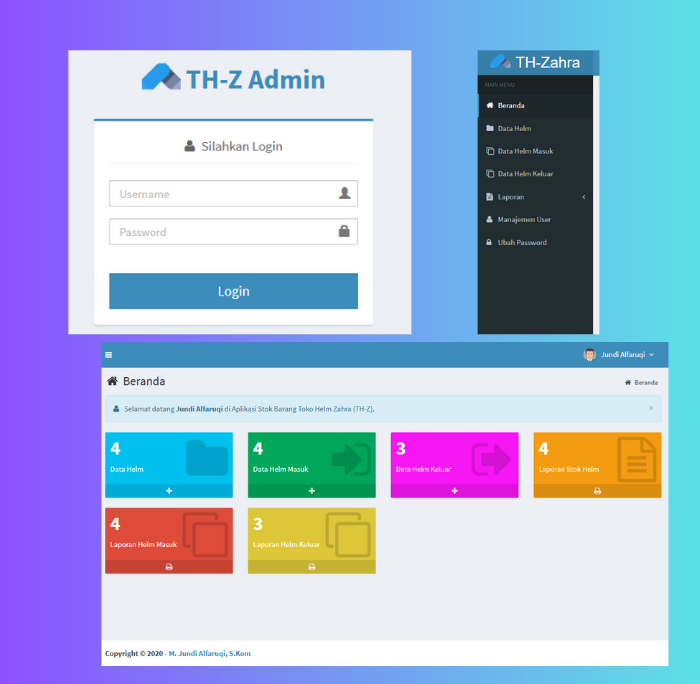 TH-Z Admin
Silahkan Login
Username
Password
Login
TH-Zahra
MAIN MENU
Beranda
Data Helm
Data Helm Masuk
Data Helm Keluar
Laporan
Manajemen User
Ubah Password
Jundi Alfaruqi
Beranda
Beranda
Selamat datang Jundi Alfaruqi di Aplikasi Stok Barang Toko Helm Zahra (TH-Z).
4
Data Helm
4
Data Helm Masuk
3
Data Helm Keluar
4
Laporan Stok Helm
4
Laporan Helm Masuk
3
Laporan Helm Keluar
Copyright © 2020 - M. Jundi Alfaruqi, S.Kom